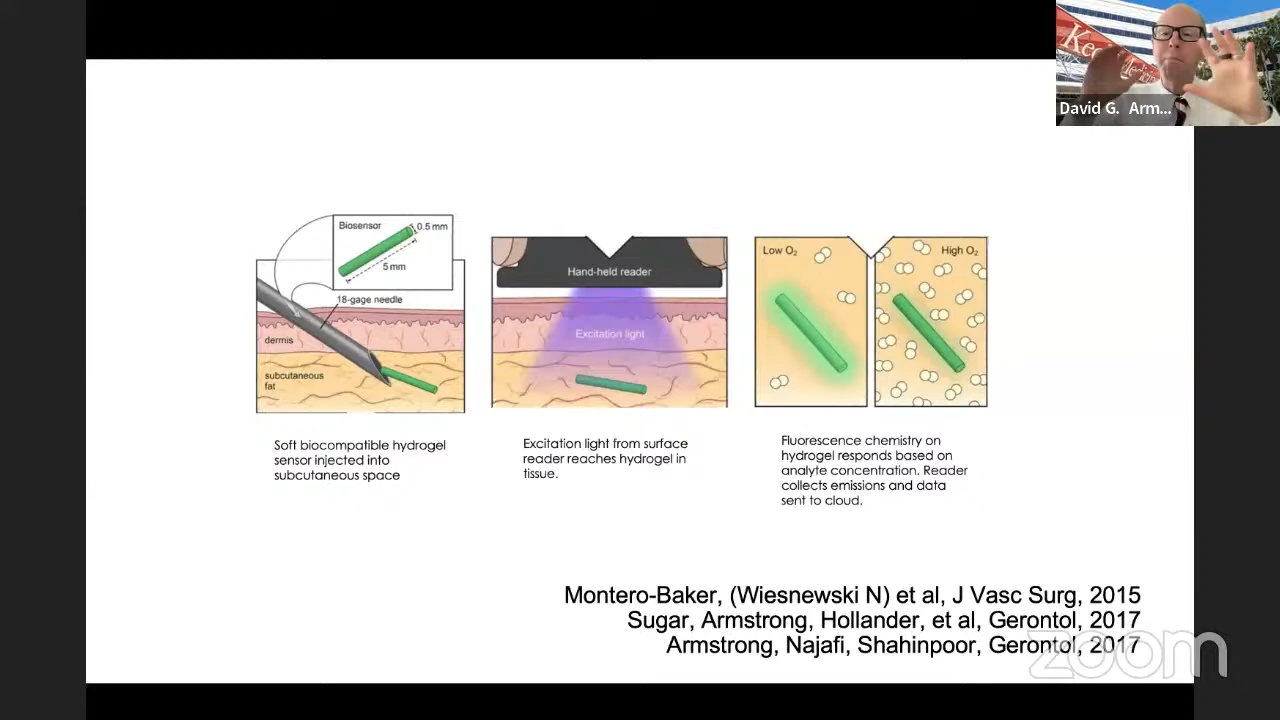 David G. Arm...
Biosensor
0.5 mm
5 mm
18-gage needle
dermis
subcutaneous
fat
Hand-held reader
Excitation light
Low O₂
High O₂
Soft biocompatible hydrogel
sensor injected into
subcutaneous space
Excitation light from surface
reader reaches hydrogel in
tissue.
Fluorescence chemistry on
hydrogel responds based on
analyte concentration. Reader
collects emissions and data
sent to cloud.
Montero-Baker, (Wiesnewski N) et al, J Vasc Surg, 2015
Sugar, Armstrong, Hollander, et al, Gerontol, 2017
Armstrong, Najafi, Shahinpoor, Gerontol, 2017
zoom